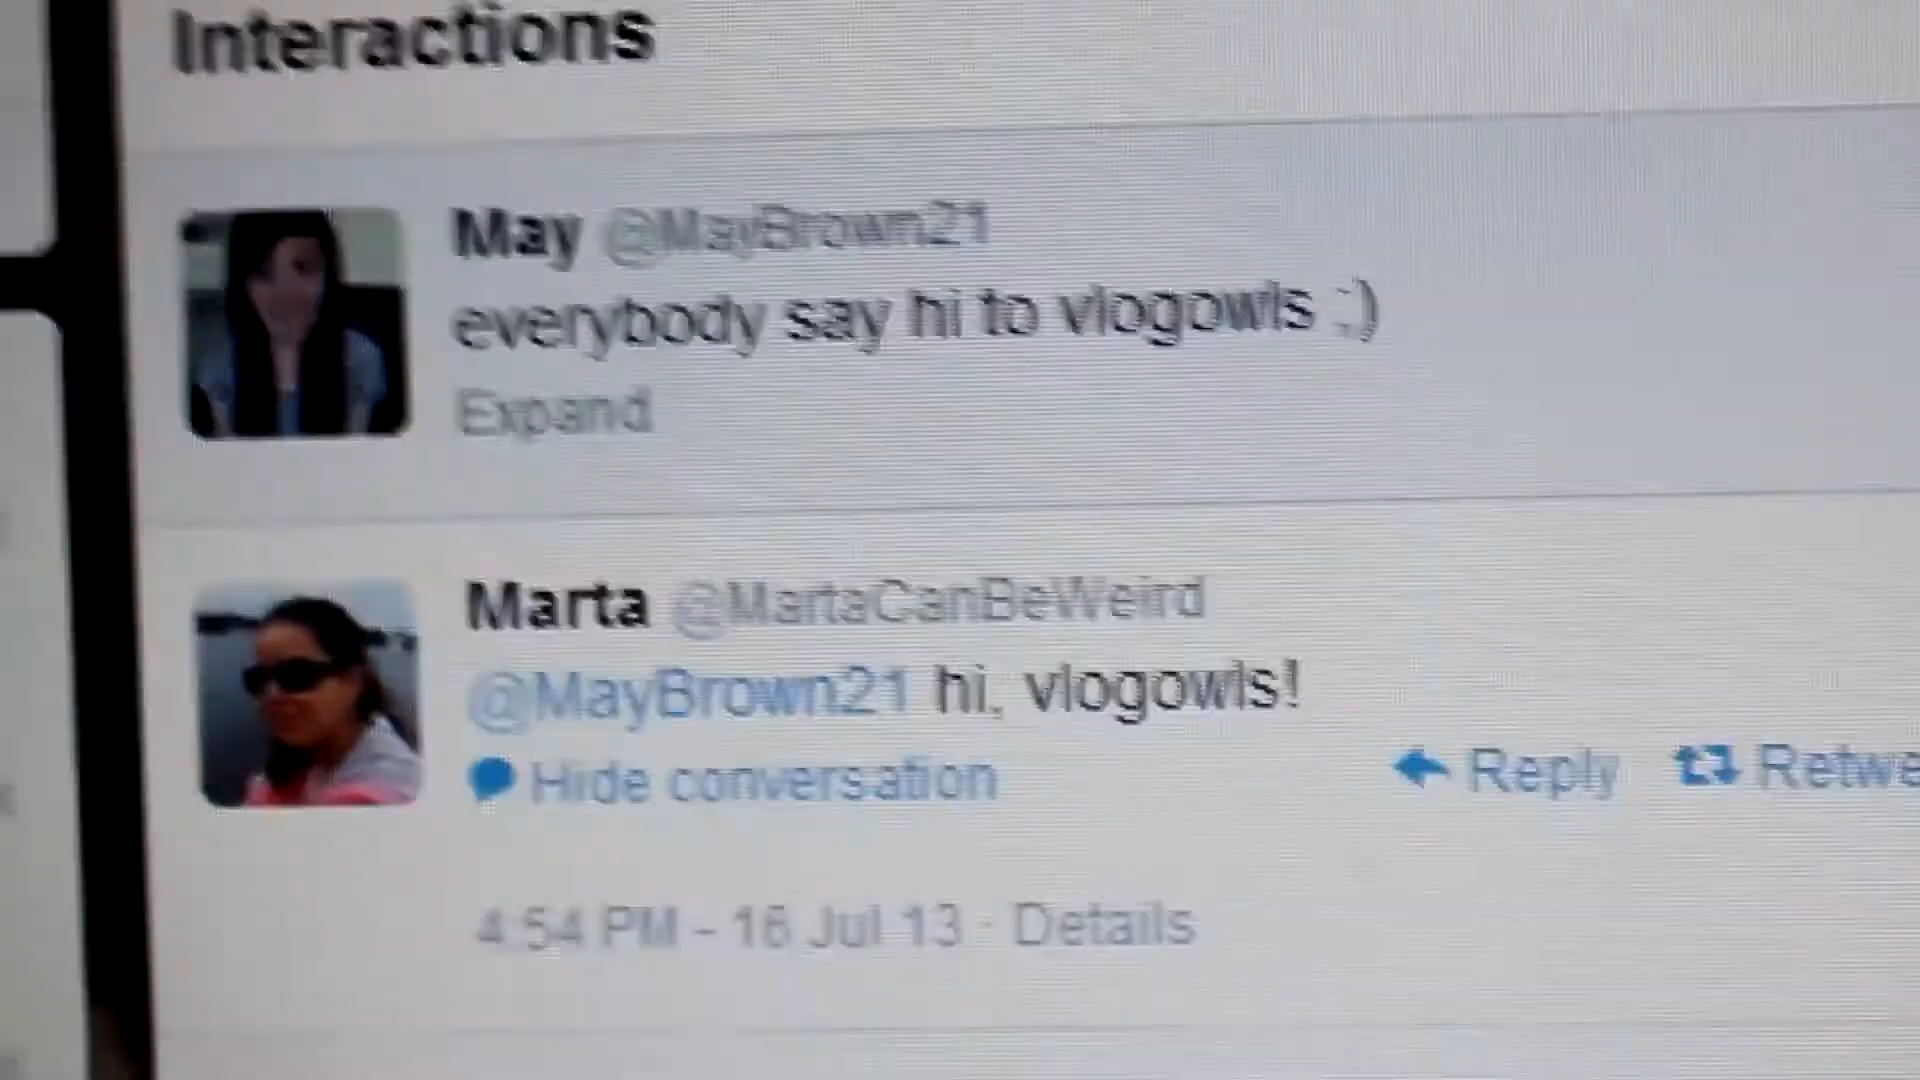 Interactions
May @MayBrown21
everybody say hi to vlogowls :)
Expand
Marta @MartaCanBeWeird
@MayBrown21 hi, vlogowls!
Hide conversation Reply Retwe
4:54 PM - 16 Jul 13 · Details